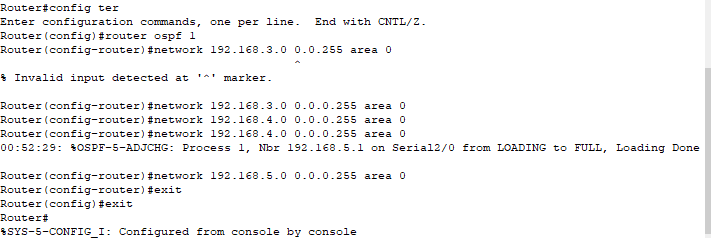 Router#config ter
Enter configuration commands, one per line.  End with CNTL/Z.
Router(config)#router ospf 1
Router(config-router)#network 192.168.3.0 0.0.255 area 0
                                          ^
% Invalid input detected at '^' marker.
Router(config-router)#network 192.168.3.0 0.0.0.255 area 0
Router(config-router)#network 192.168.4.0 0.0.0.255 area 0
Router(config-router)#network 192.168.4.0 0.0.0.255 area 0
00:52:29: %OSPF-5-ADJCHG: Process 1, Nbr 192.168.5.1 on Serial2/0 from LOADING to FULL, Loading Done
Router(config-router)#network 192.168.5.0 0.0.0.255 area 0
Router(config-router)#exit
Router(config)#exit
Router#
%SYS-5-CONFIG_I: Configured from console by console